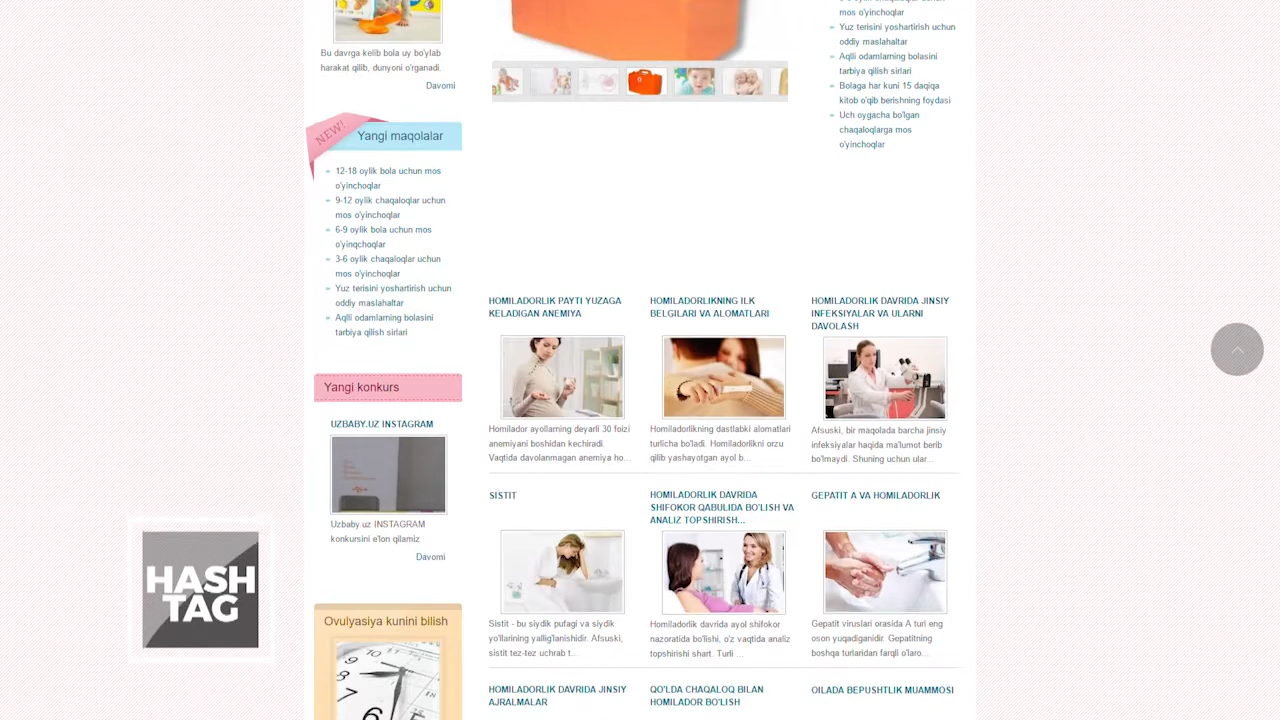 Bu davrga kelib bola uy bo'ylab
harakat qilib, dunyoni o'rganadi.
Davomi
NEW!
Yangi maqolalar
12-18 oylik bola uchun mos
o'yinchoqlar
9-12 oylik chaqaloqlar uchun
mos o'yinchoqlar
6-9 oylik bola uchun mos
o'yinqchoqlar
3-6 oylik chaqaloqlar uchun
mos o'yinchoqlar
Yuz terisini yoshartirish uchun
oddiy maslahatlar
Aqlli odamlarning bolasini
tarbiya qilish sirlari
Yangi konkurs
UZBABY.UZ INSTAGRAM
Uzbaby.uz INSTAGRAM
konkursini e'lon qilamiz
Davomi
Ovulyasiya kunini bilish
HASH
TAG
mos o'yinchoqlar
Yuz terisini yoshartirish uchun
oddiy maslahatlar
Aqlli odamlarning bolasini
tarbiya qilish sirlari
Bolaga har kuni 15 daqiqa
kitob o'qib berishning foydasi
Uch oygacha bo'lgan
chaqaloqlarga mos
o'yinchoqlar
HOMILADORLIK PAYTI YUZAGA
KELADIGAN ANEMIYA
Homilador ayollarning deyarli 30 foizi
anemiyani boshidan kechiradi.
Vaqtida davolanmagan anemiya ho...
HOMILADORLIKNING ILK
BELGILARI VA ALOMATLARI
Homiladorlikning dastlabki alomatlari
turlicha bo'ladi. Homiladorlikni orzu
qilib yashayotgan ayol b...
HOMILADORLIK DAVRIDA JINSIY
INFEKSIYALAR VA ULARNI
DAVOLASH
Afsuski, bir maqolada barcha jinsiy
infeksiyalar haqida ma'lumot berib
bo'lmaydi. Shuning uchun ular...
SISTIT
Sistit - bu siydik pufagi va siydik
yo'llarining yallig'lanishidir. Afsuski,
sistit tez-tez uchrab t...
HOMILADORLIK DAVRIDA
SHIFOKOR QABULIDA BO'LISH VA
ANALIZ TOPSHIRISH...
Homiladorlik davrida ayol shifokor
nazoratida bo'lishi, o'z vaqtida analiz
topshirishi shart. Turli ...
GEPATIT A VA HOMILADORLIK
Gepatit viruslari orasida A turi eng
oson yuqadiganidir. Gepatitning
boshqa turlaridan farqli o'laro...
HOMILADORLIK DAVRIDA JINSIY
AJRALMALAR
QO'LDA CHAQALOQ BILAN
HOMILADOR BO'LISH
OILADA BEPUSHTLIK MUAMMOSI